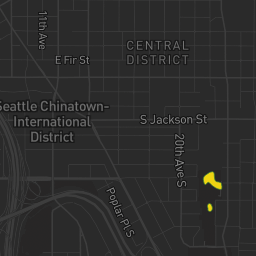 11th Ave
CENTRAL
DISTRICT
E Fir St
Seattle Chinatown-
International
District
S Jackson St
20th Ave S
Poplar Pl S